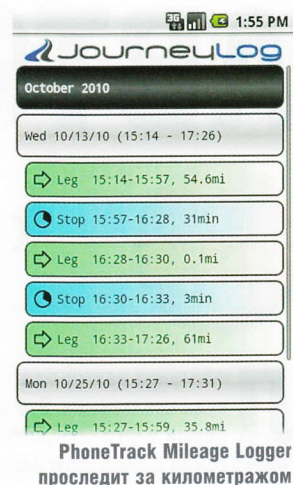 3G 1:55 PM
JourneyLog
October 2010
Wed 10/13/10 (15:14 - 17:26)
Leg 15:14-15:57, 54.6mi
Stop 15:57-16:28, 31min
Leg 16:28-16:30, 0.1mi
Stop 16:30-16:33, 3min
Leg 16:33-17:26, 61mi
Mon 10/25/10 (15:27 - 17:31)
Leg 15:27-15:59, 35.8mi
PhoneTrack Mileage Logger
проследит за километражом